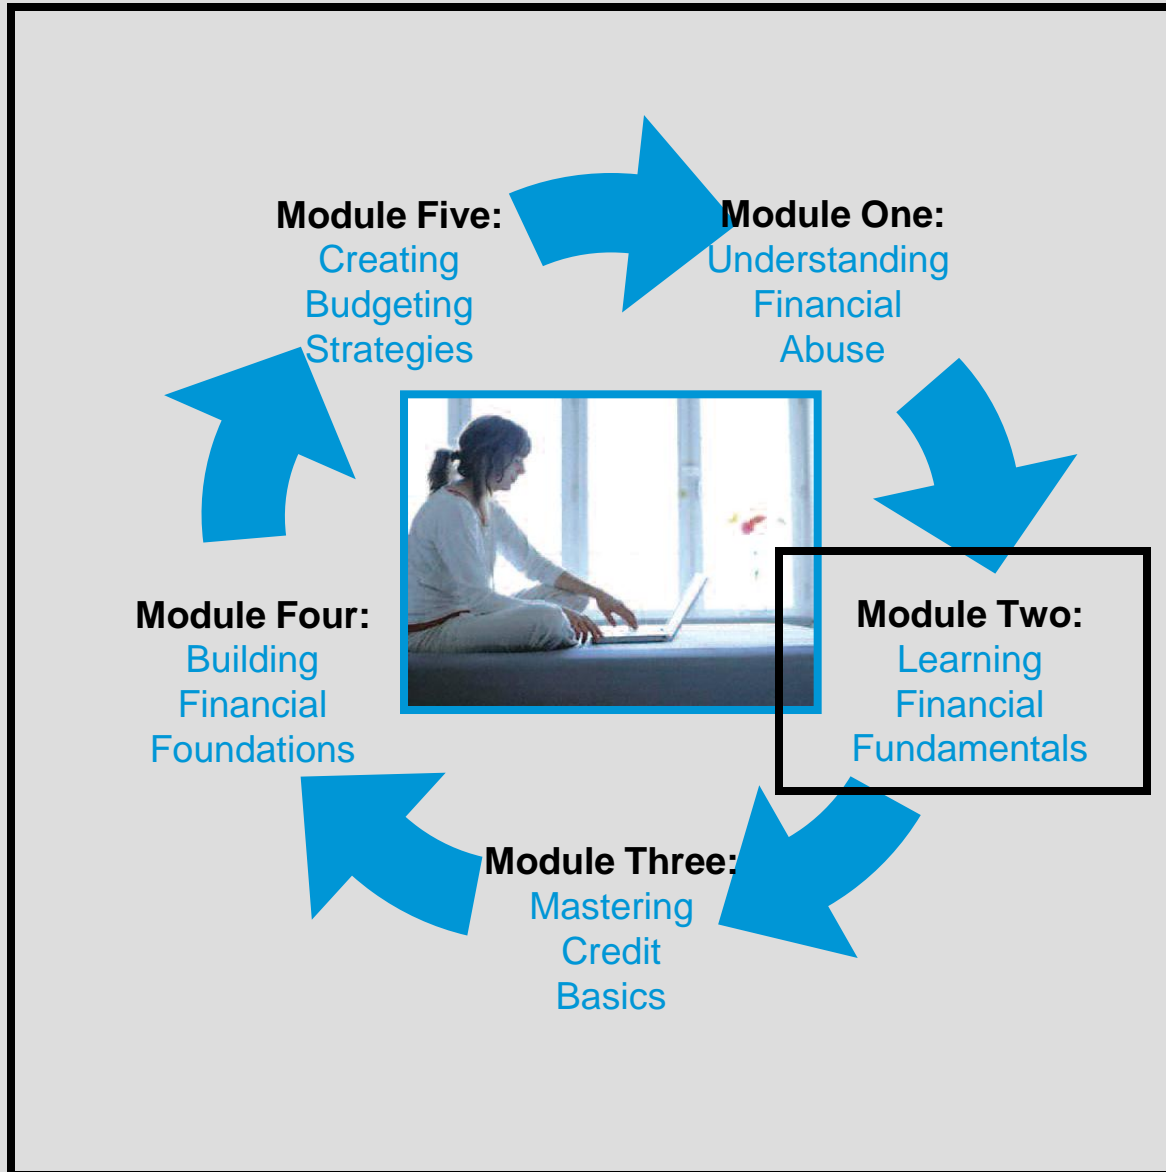 Module Five:
Creating
Budgeting
Strategies
Module One:
Understanding
Financial
Abuse
Module Two:
Learning
Financial
Fundamentals
Module Three:
Mastering
Credit
Basics
Module Four:
Building
Financial
Foundations